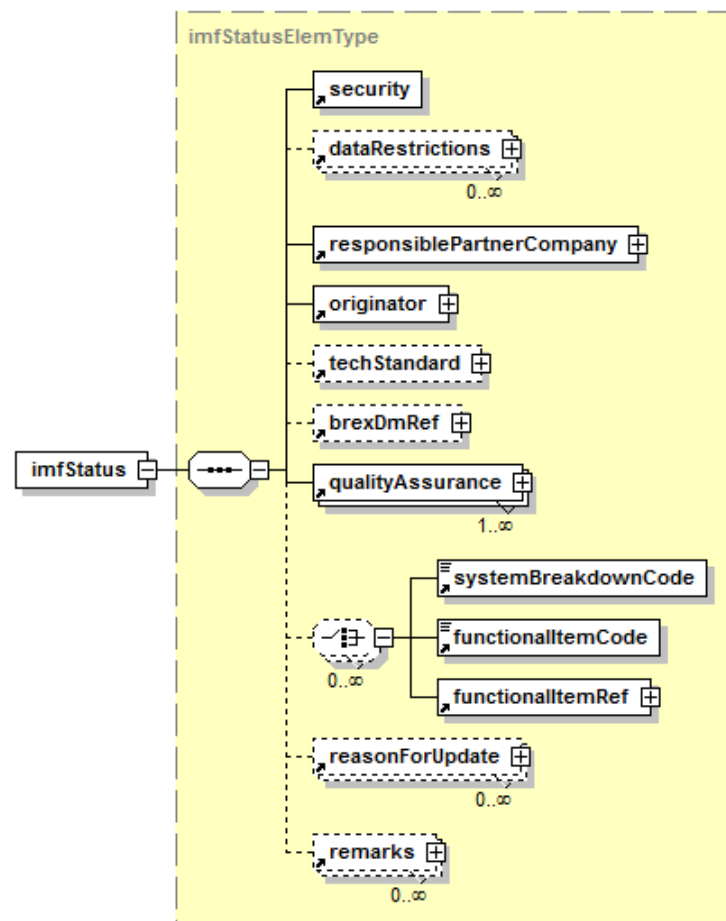 imfStatusElemType
security
dataRestrictions
0..∞
responsiblePartnerCompany
originator
techStandard
brexDmRef
imfStatus
qualityAssurance
1..∞
systemBreakdownCode
functionalItemCode
0..∞
functionalItemRef
reasonForUpdate
0..∞
remarks
0..∞